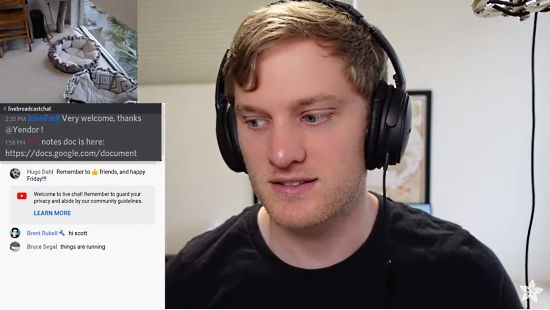 livebroadcastchat
2:35 PM JohnPark Very welcome, thanks
@Yendor !
1:58 PM notes doc is here:
https://docs.google.com/document
Hugo Dahl Remember to 👍 friends, and happy
Friday!!!
Welcome to live chat! Remember to guard your
privacy and abide by our community guidelines.
LEARN MORE
Brent Rubell🔧 hi scott
Bruce Segal things are running